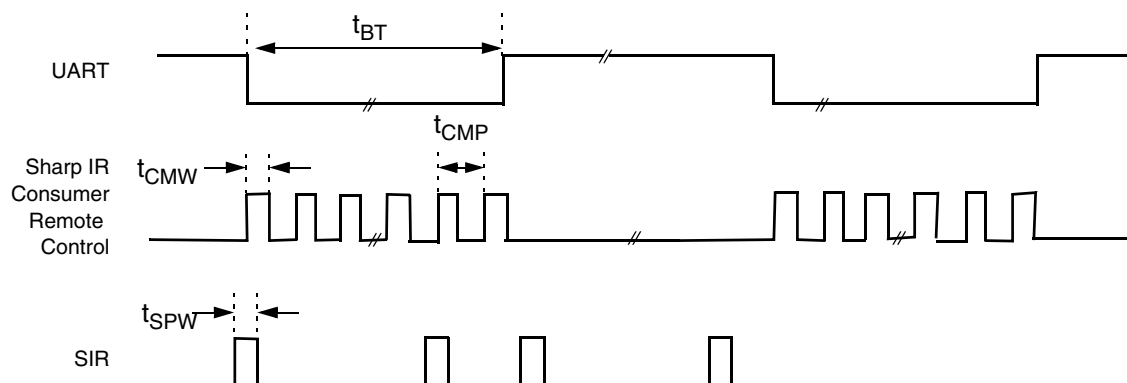 tBT
UART
tCMP
tCMW
Sharp IR
Consumer
Remote
Control
tSPW
SIR